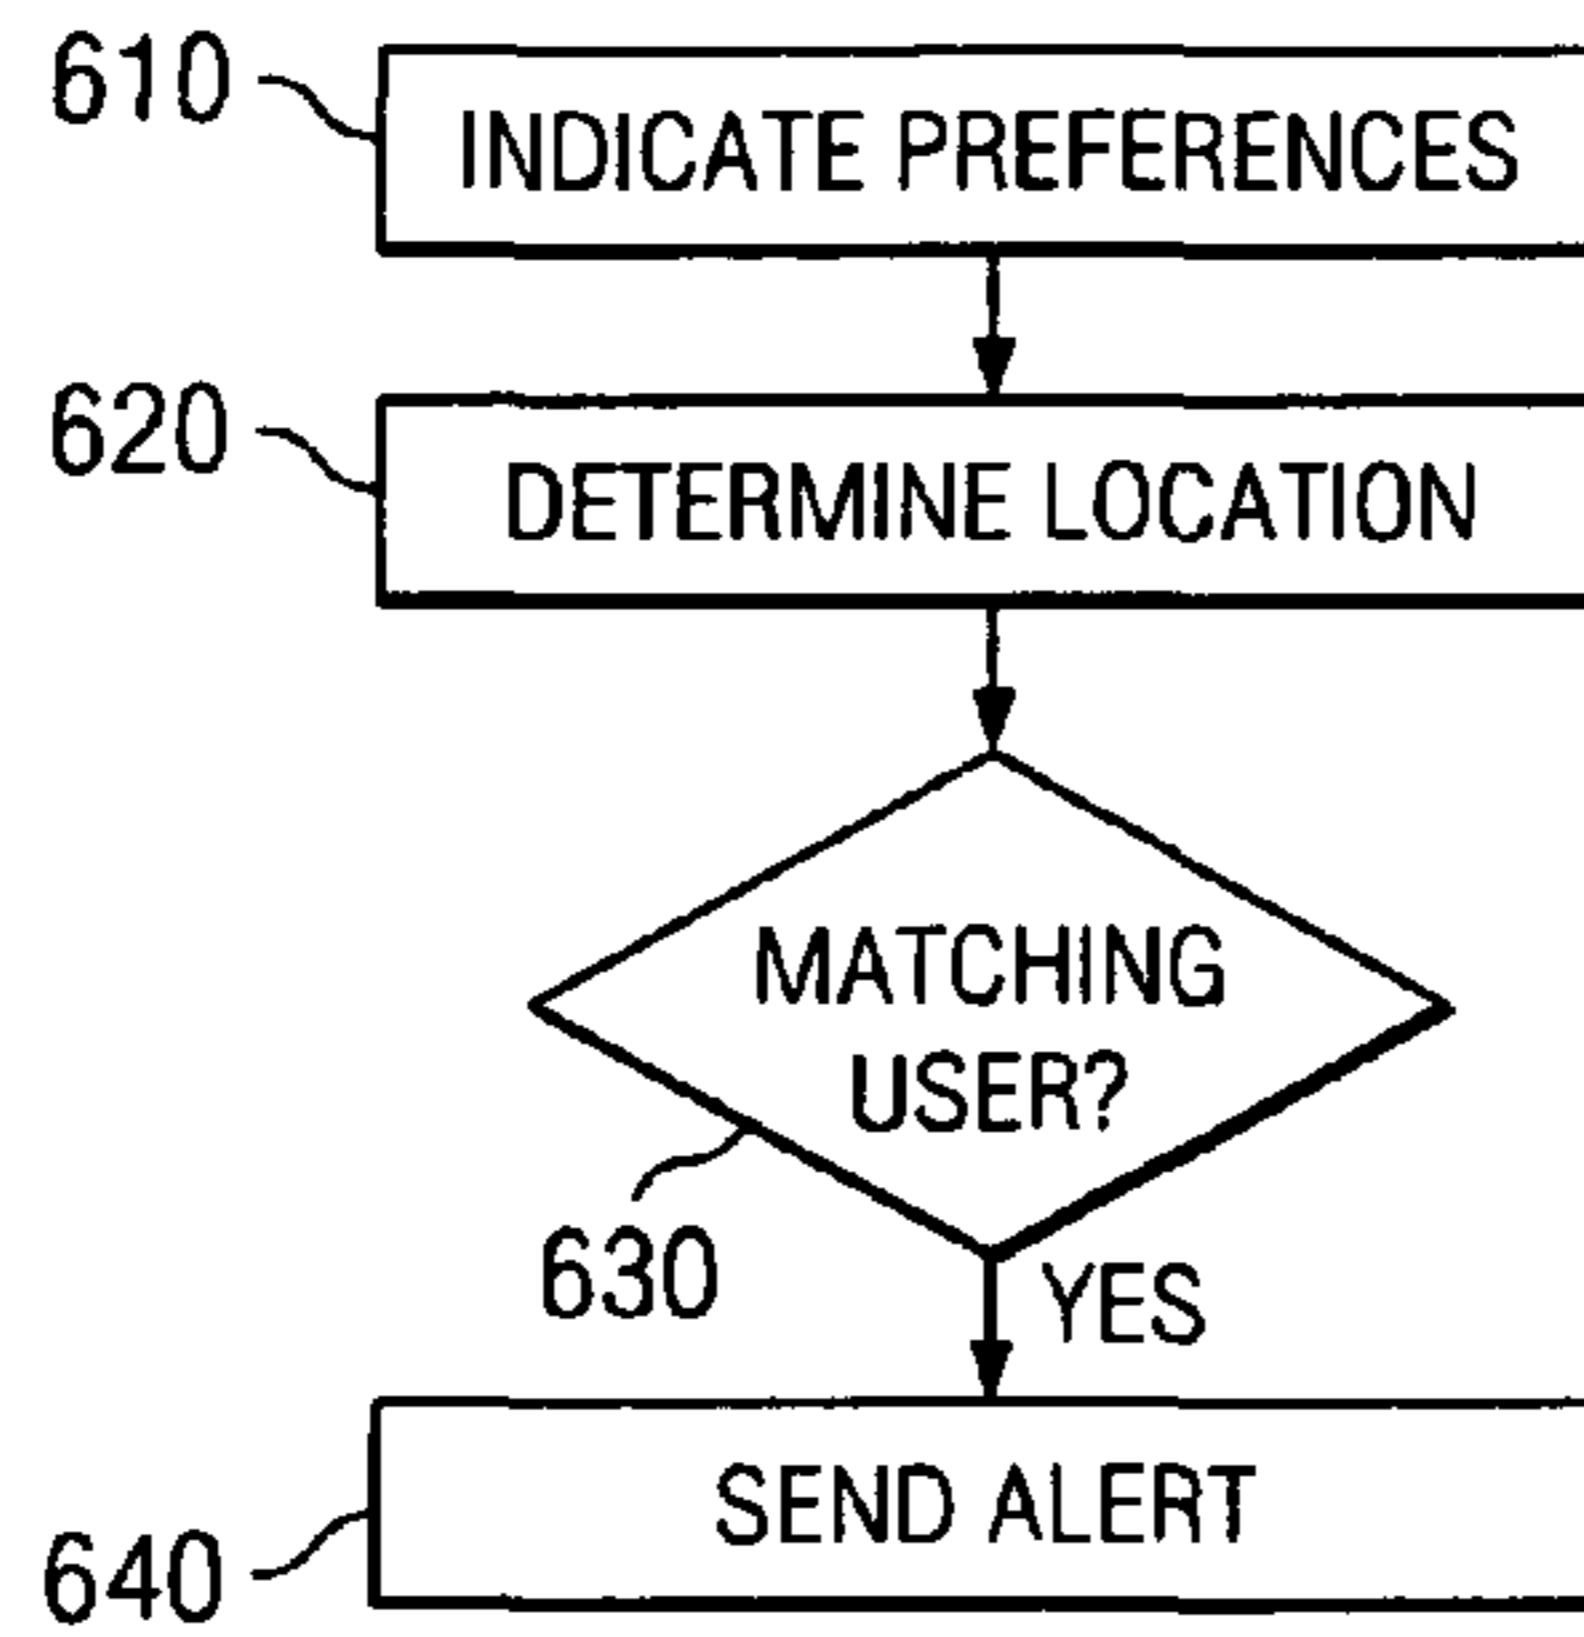 610
INDICATE PREFERENCES
620
DETERMINE LOCATION
MATCHING
USER?
630
YES
SEND ALERT
640